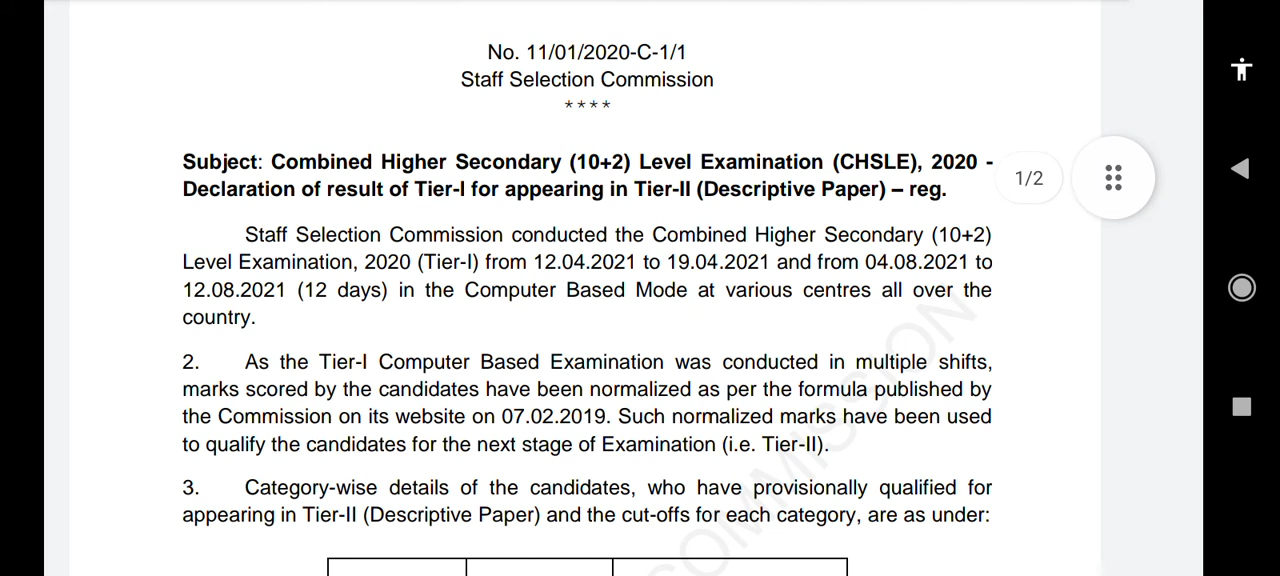 No. 11/01/2020-C-1/1
Staff Selection Commission
****
Subject: Combined Higher Secondary (10+2) Level Examination (CHSLE), 2020 -
Declaration of result of Tier-I for appearing in Tier-II (Descriptive Paper) – reg.
1/2
Staff Selection Commission conducted the Combined Higher Secondary (10+2)
Level Examination, 2020 (Tier-I) from 12.04.2021 to 19.04.2021 and from 04.08.2021 to
12.08.2021 (12 days) in the Computer Based Mode at various centres all over the
country.
2. As the Tier-I Computer Based Examination was conducted in multiple shifts,
marks scored by the candidates have been normalized as per the formula published by
the Commission on its website on 07.02.2019. Such normalized marks have been used
to qualify the candidates for the next stage of Examination (i.e. Tier-II).
3. Category-wise details of the candidates, who have provisionally qualified for
appearing in Tier-II (Descriptive Paper) and the cut-offs for each category, are as under: